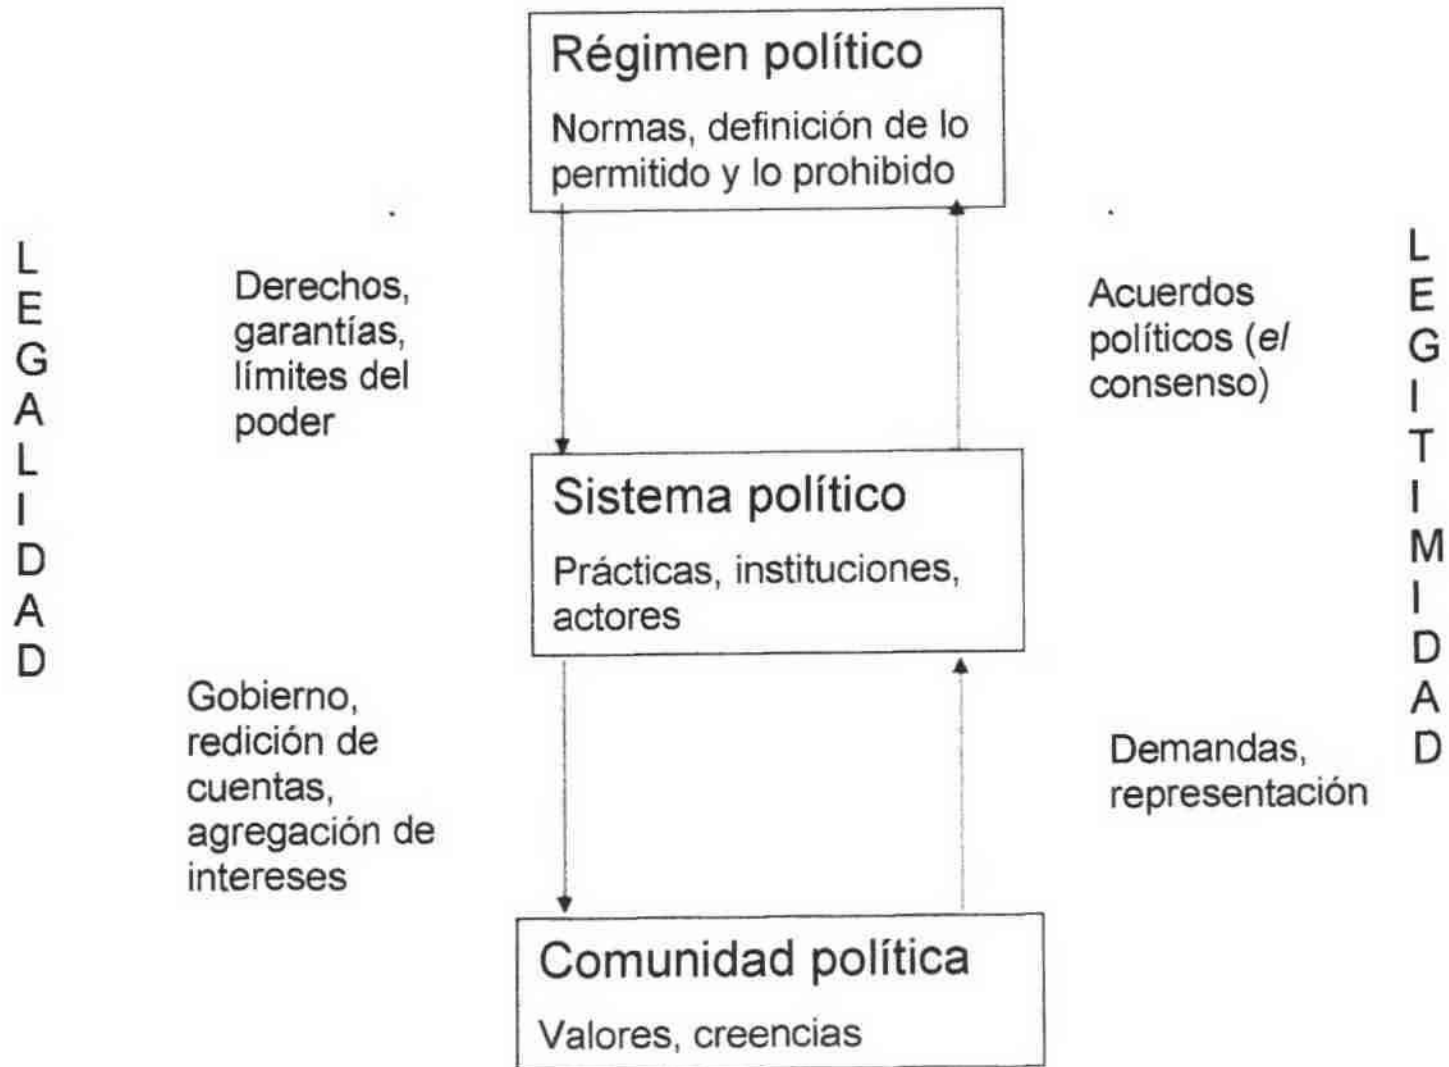 Régimen político
Normas, definición de lo
permitido y lo prohibido
L
E
G
A
L
I
D
A
D
Derechos,
garantías,
límites del
poder
Acuerdos
políticos (el
consenso)
L
E
G
I
T
I
M
I
D
A
D
Sistema político
Prácticas, instituciones,
actores
Gobierno,
redición de
cuentas,
agregación de
intereses
Demandas,
representación
Comunidad política
Valores, creencias